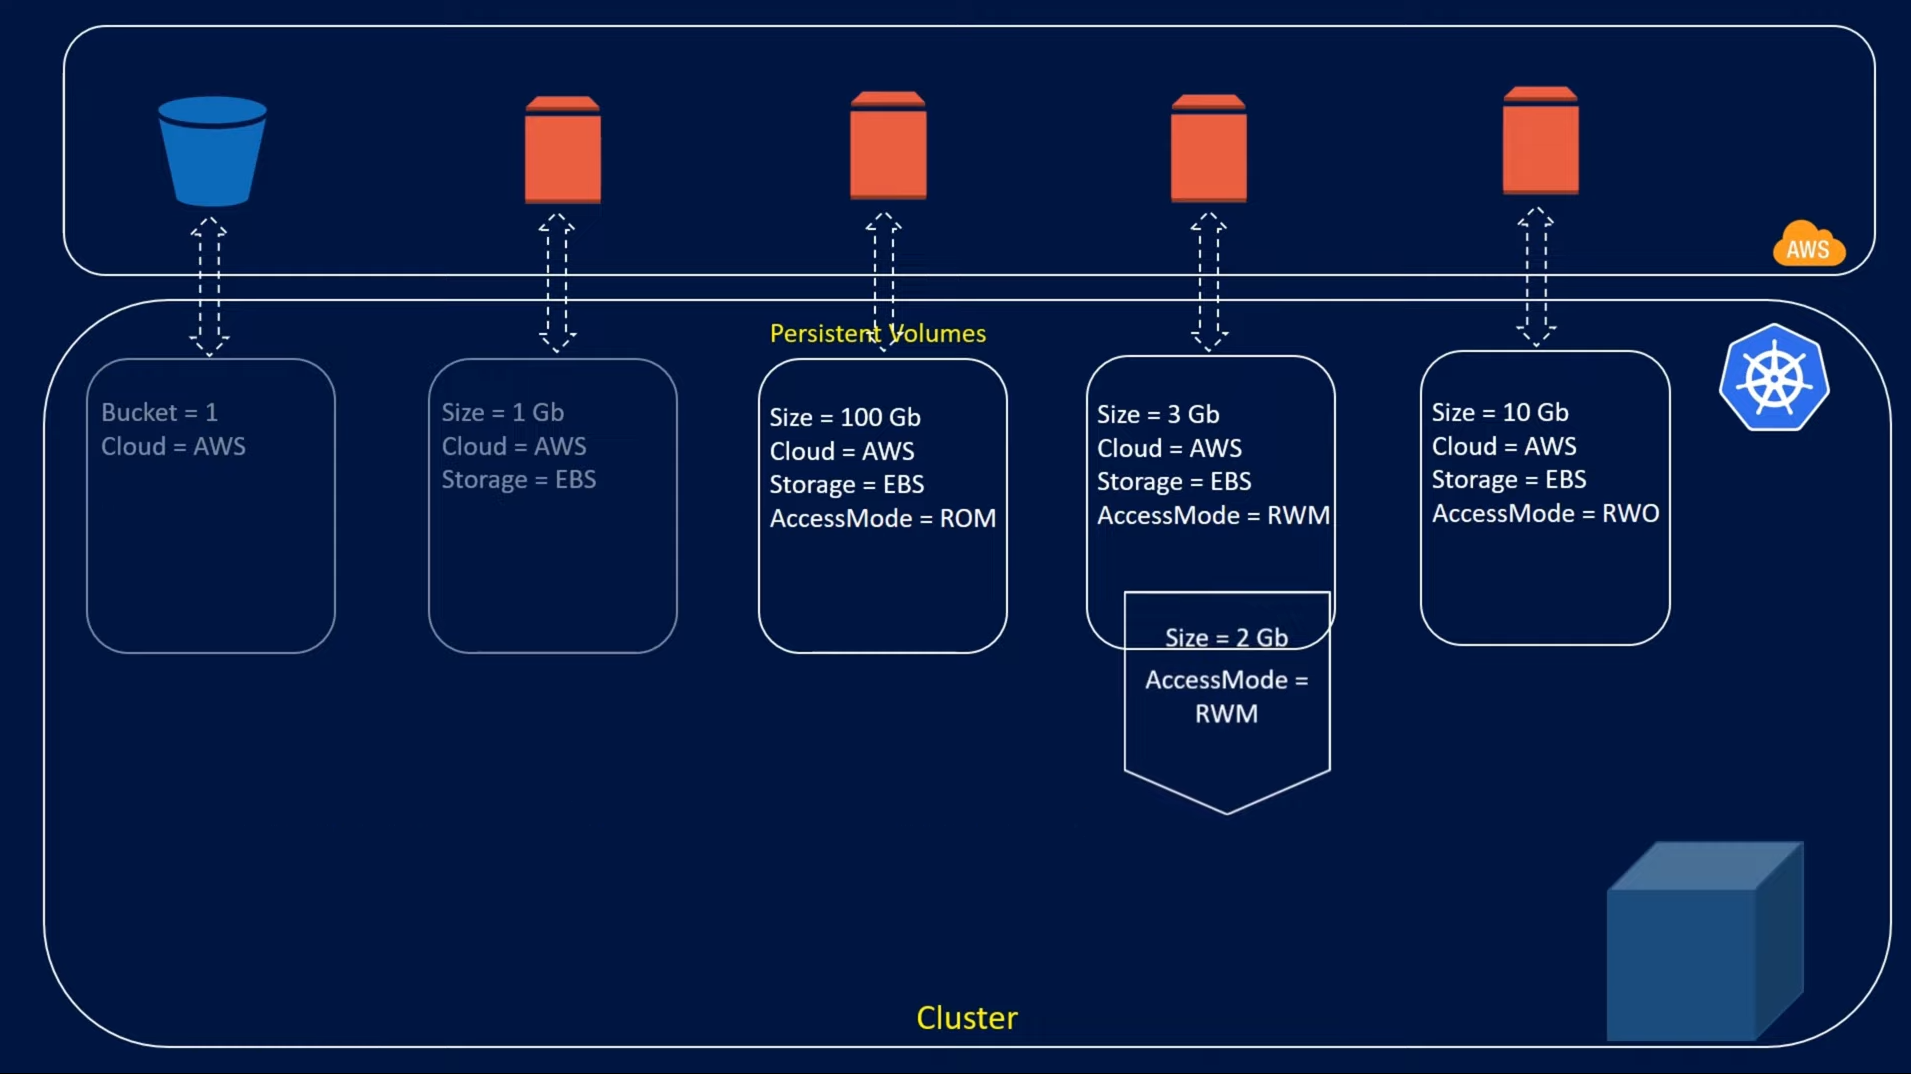 AWS
Persistent Volumes
Bucket = 1
Cloud = AWS
Size = 1 Gb
Cloud = AWS
Storage = EBS
Size = 100 Gb
Cloud = AWS
Storage = EBS
AccessMode = ROM
Size = 3 Gb
Cloud = AWS
Storage = EBS
AccessMode = RWM
Size = 10 Gb
Cloud = AWS
Storage = EBS
AccessMode = RWO
Size = 2 Gb
AccessMode =
RWM
Cluster